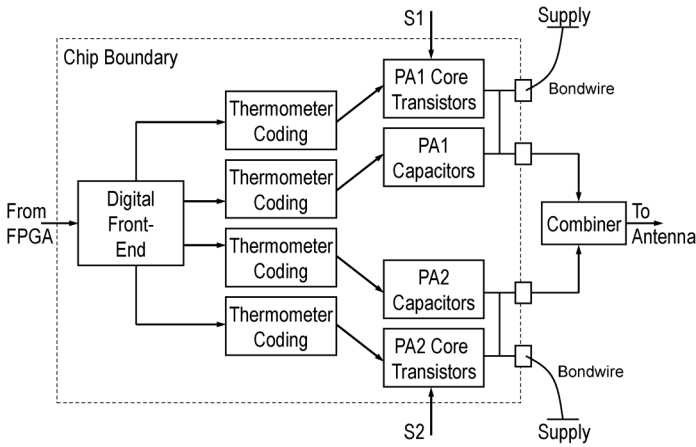 S1
Supply
Chip Boundary
PA1 Core
Transistors
Bondwire
Thermometer
Coding
PA1
Capacitors
Thermometer
Coding
From
FPGA
Digital
Front-
End
Combiner
To
Antenna
Thermometer
Coding
PA2
Capacitors
Thermometer
Coding
PA2 Core
Transistors
Bondwire
S2
Supply